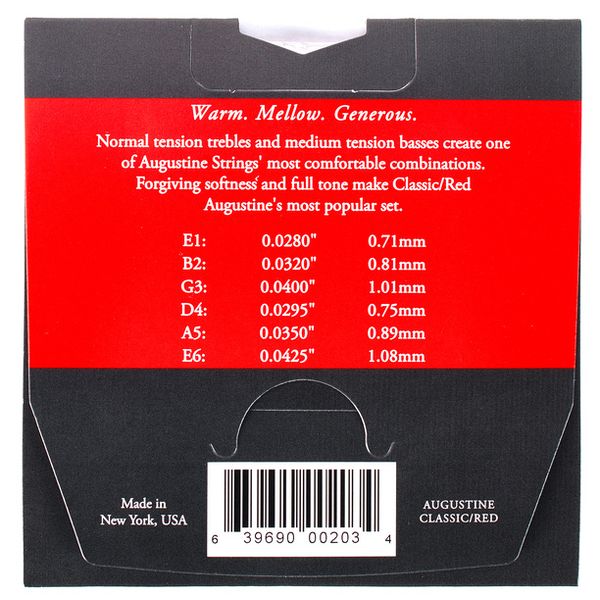 Warm. Mellow. Generous.
Normal tension trebles and medium tension basses create one
of Augustine Strings' most comfortable combinations.
Forgiving softness and full tone make Classic/Red
Augustine's most popular set.
E1: 0.0280" 0.71mm
B2: 0.0320" 0.81mm
G3: 0.0400" 1.01mm
D4: 0.0295" 0.75mm
A5: 0.0350" 0.89mm
E6: 0.0425" 1.08mm
Made in
New York, USA
6 39690 00203 4
AUGUSTINE
CLASSIC/RED